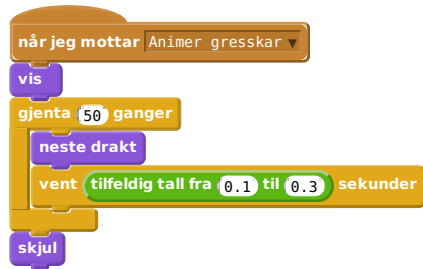 når jeg mottar Animer gresskar
vis
gjenta 50 ganger
neste drakt
vent tilfeldig tall fra 0.1 til 0.3 sekunder
skjul